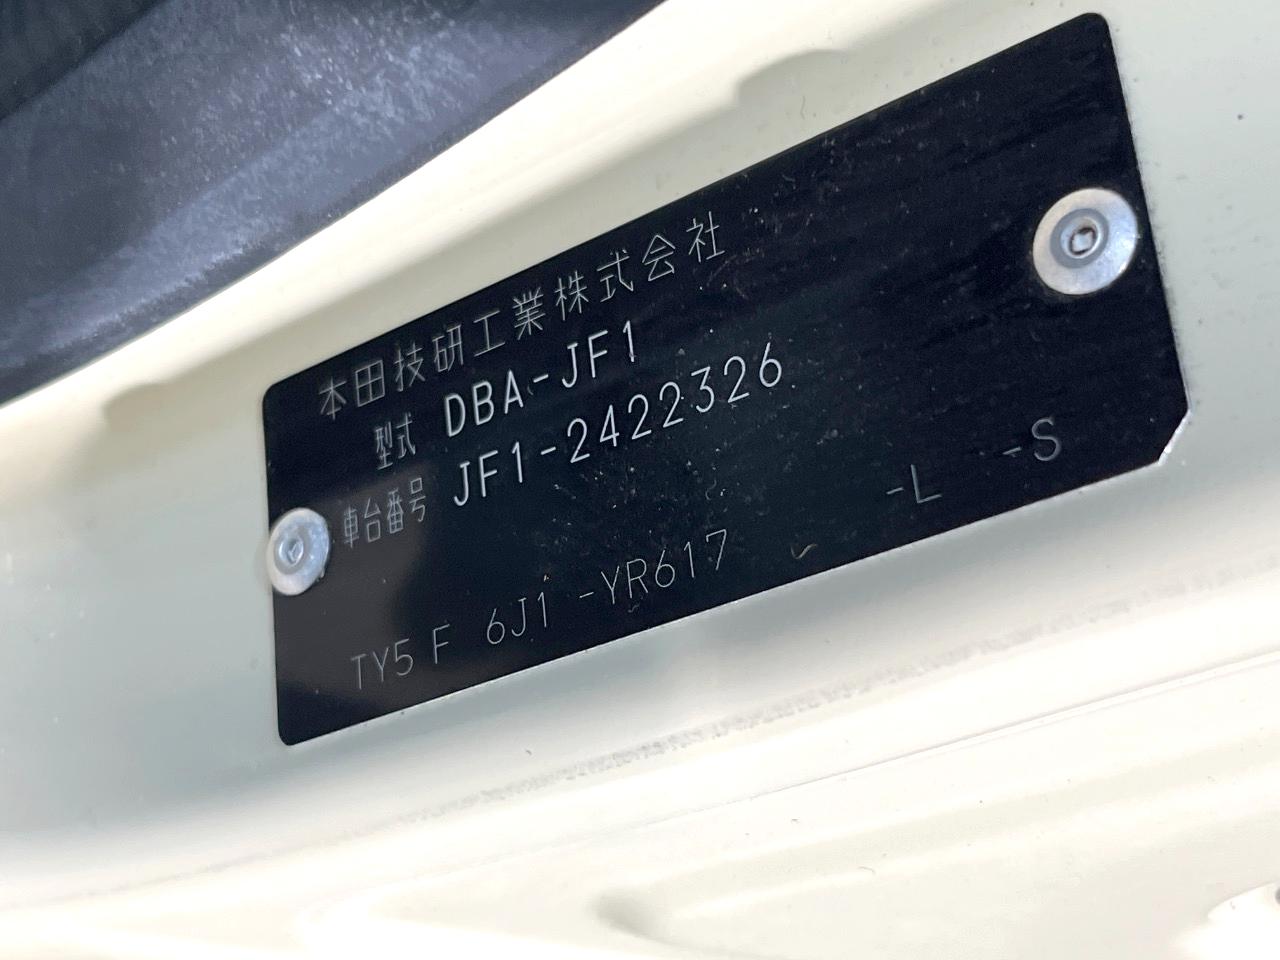 本田技研工業株式会社
型式 DBA-JF1
車台番号 JF1-2422326
TY5 F 6J1 -YR617 -L -S